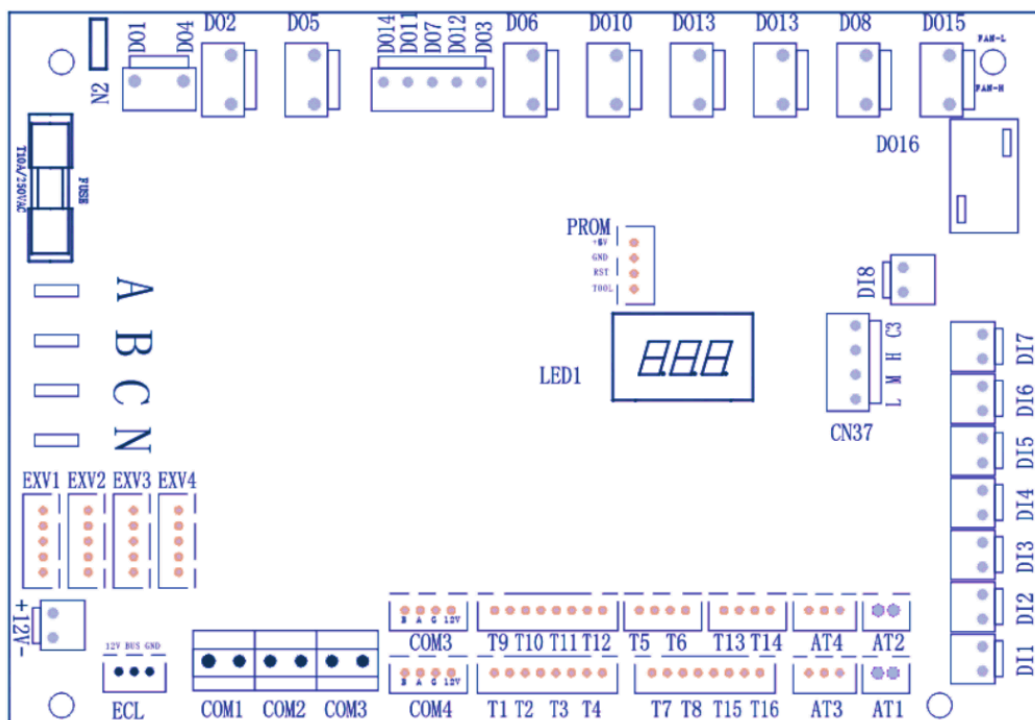 DO1
DO4
DO2
DO5
DO14
DO11
DO7
DO12
DO3
DO6
DO10
DO13
DO13
DO8
DO15
FAN-L
FAN-H
N2
T10A/250VAC
FUSE
DO16
PROM
+5V
GND
RST
TOOL
DI8
A
B
C
N
LED1
888
L M H C3
CN37
DI7
DI6
DI5
DI4
DI3
DI2
DI1
EXV1 EXV2 EXV3 EXV4
+12V-
12V BUS GND
ECL
COM1 COM2 COM3
B A G 12V
COM3
T9 T10 T11 T12
T5 T6
T13 T14
AT4
AT2
B A G 12V
COM4
T1 T2 T3 T4
T7 T8 T15 T16
AT3
AT1